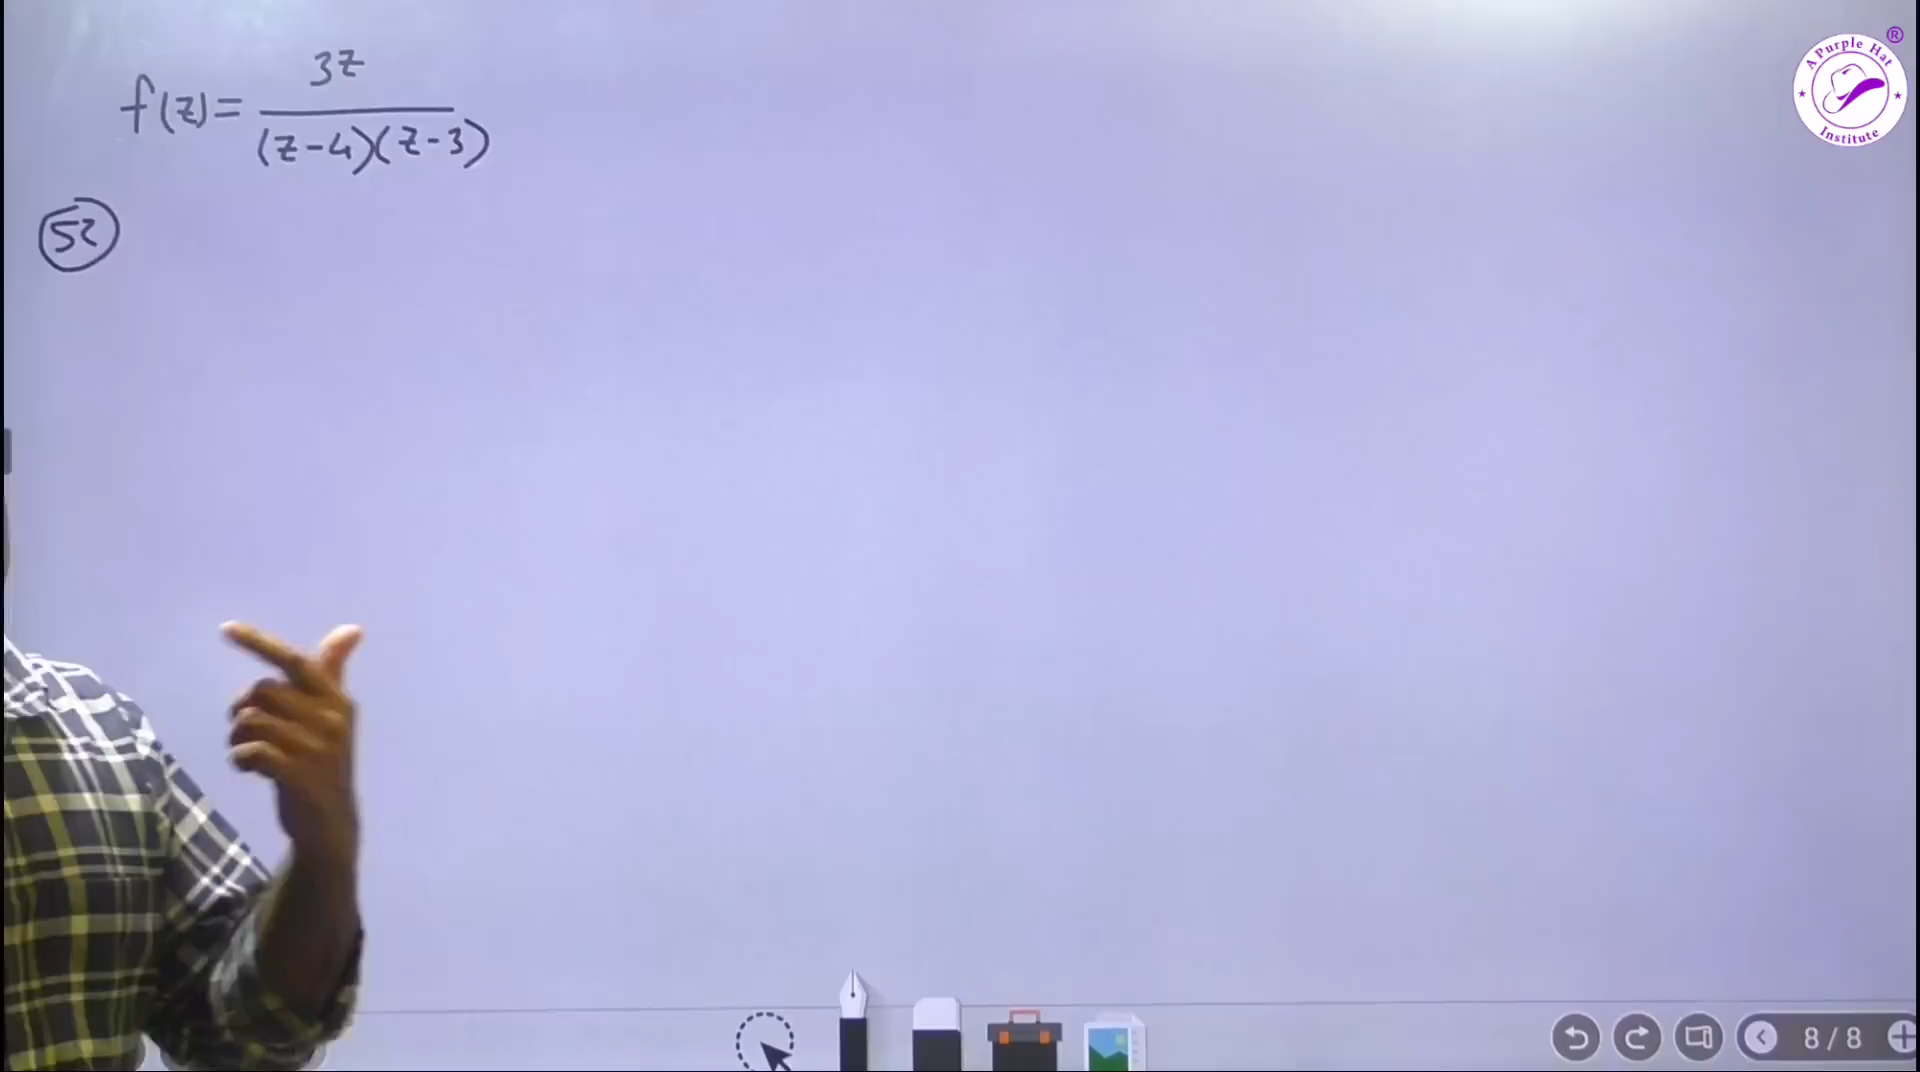 f(z) = 3z / (z-4)(z-3)
52
A Purple Hat Institute ®
8 / 8